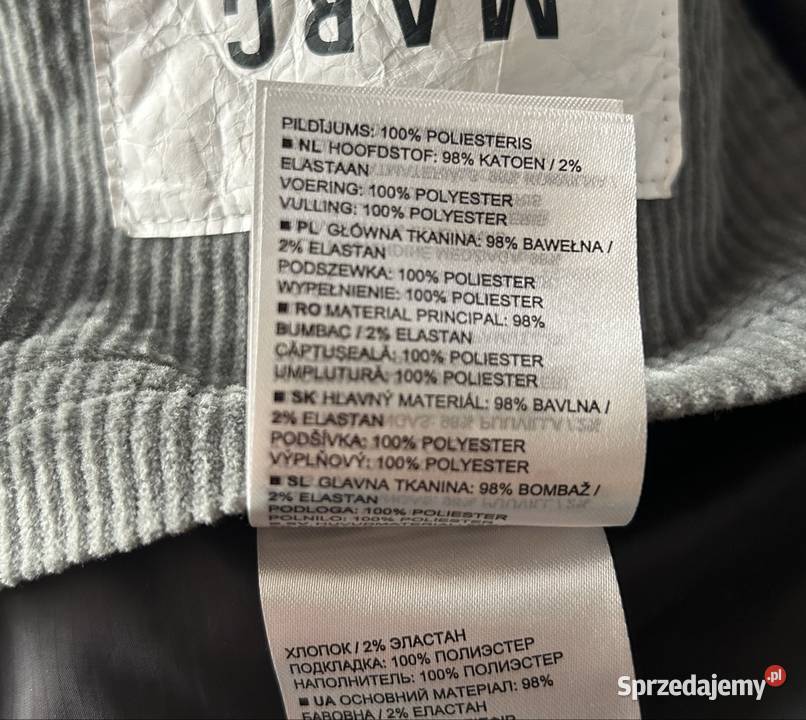 MARC
PILDĪJUMS: 100% POLIESTERIS
■ NL HOOFDSTOF: 98% KATOEN / 2%
ELASTAAN
VOERING: 100% POLYESTER
VULLING: 100% POLYESTER
■ PL GŁÓWNA TKANINA: 98% BAWEŁNA /
2% ELASTAN
PODSZEWKA: 100% POLIESTER
WYPEŁNIENIE: 100% POLIESTER
■ RO MATERIAL PRINCIPAL: 98%
BUMBAC / 2% ELASTAN
CĂPTUSEALĂ: 100% POLIESTER
UMPLUTURĂ: 100% POLIESTER
■ SK HLAVNÝ MATERIÁL: 98% BAVLNA /
2% ELASTAN
PODŠÍVKA: 100% POLYESTER
VÝPLŇOVÝ: 100% POLYESTER
■ SL GLAVNA TKANINA: 98% BOMBAŽ /
2% ELASTAN
PODLOGA: 100% POLIESTER
POLNILO: 100% POLIESTER
ХЛОПОК / 2% ЭЛАСТАН
ПОДКЛАДКА: 100% ПОЛИЭСТЕР
НАПОЛНИТЕЛЬ: 100% ПОЛИЭСТЕР
■ UA ОСНОВНИЙ МАТЕРІАЛ: 98%
БАВОВНА / 2% ЕЛАСТАН
Sprzedajemy.pl